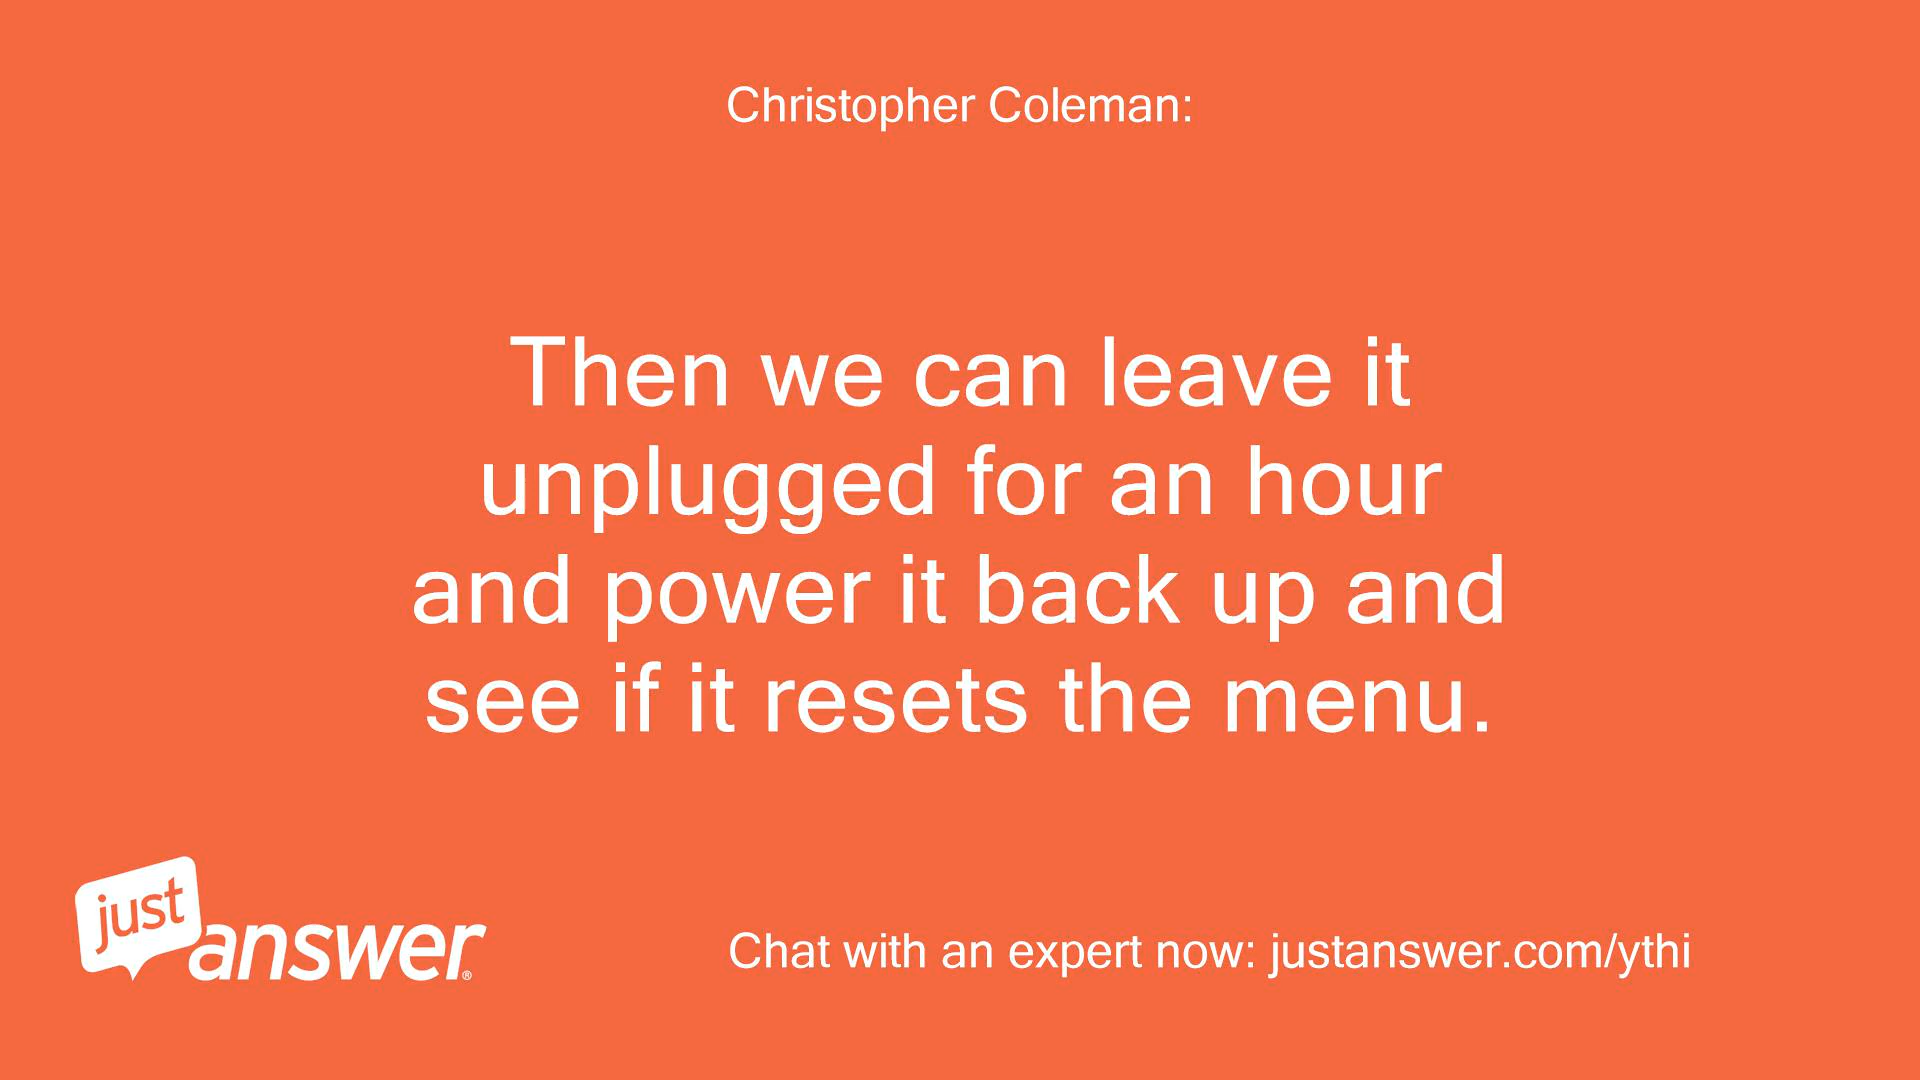 Christopher Coleman:
Then we can leave it
unplugged for an hour
and power it back up and
see if it resets the menu.
just
answer®
Chat with an expert now: justanswer.com/ythi